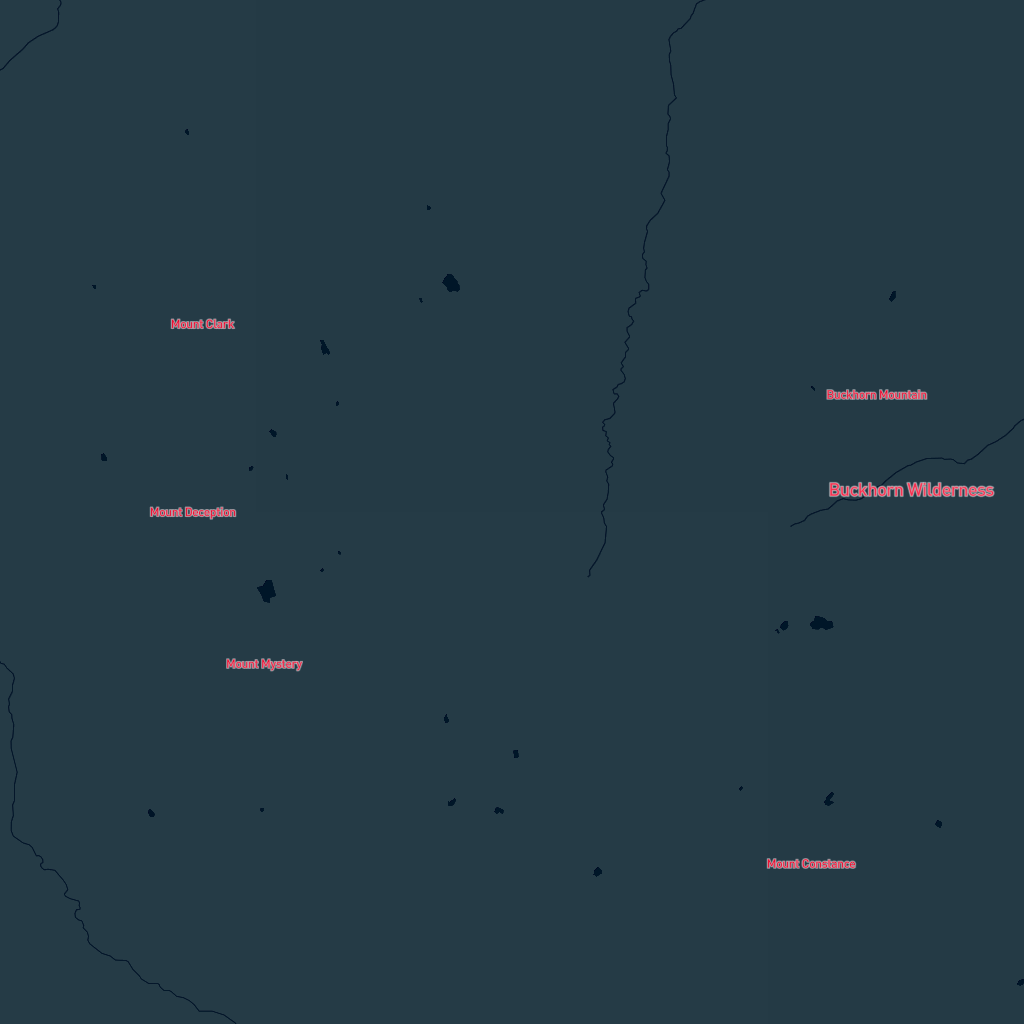 Mount Clark
Buckhorn Mountain
Buckhorn Wilderness
Mount Deception
Mount Mystery
Mount Constance